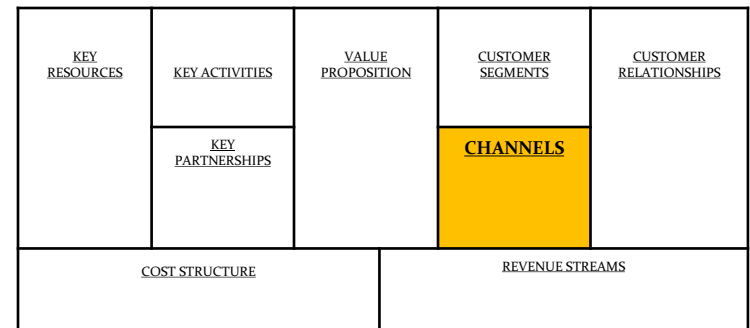 KEY
RESOURCES
KEY ACTIVITIES
VALUE
PROPOSITION
CUSTOMER
SEGMENTS
CUSTOMER
RELATIONSHIPS
KEY
PARTNERSHIPS
CHANNELS
COST STRUCTURE
REVENUE STREAMS